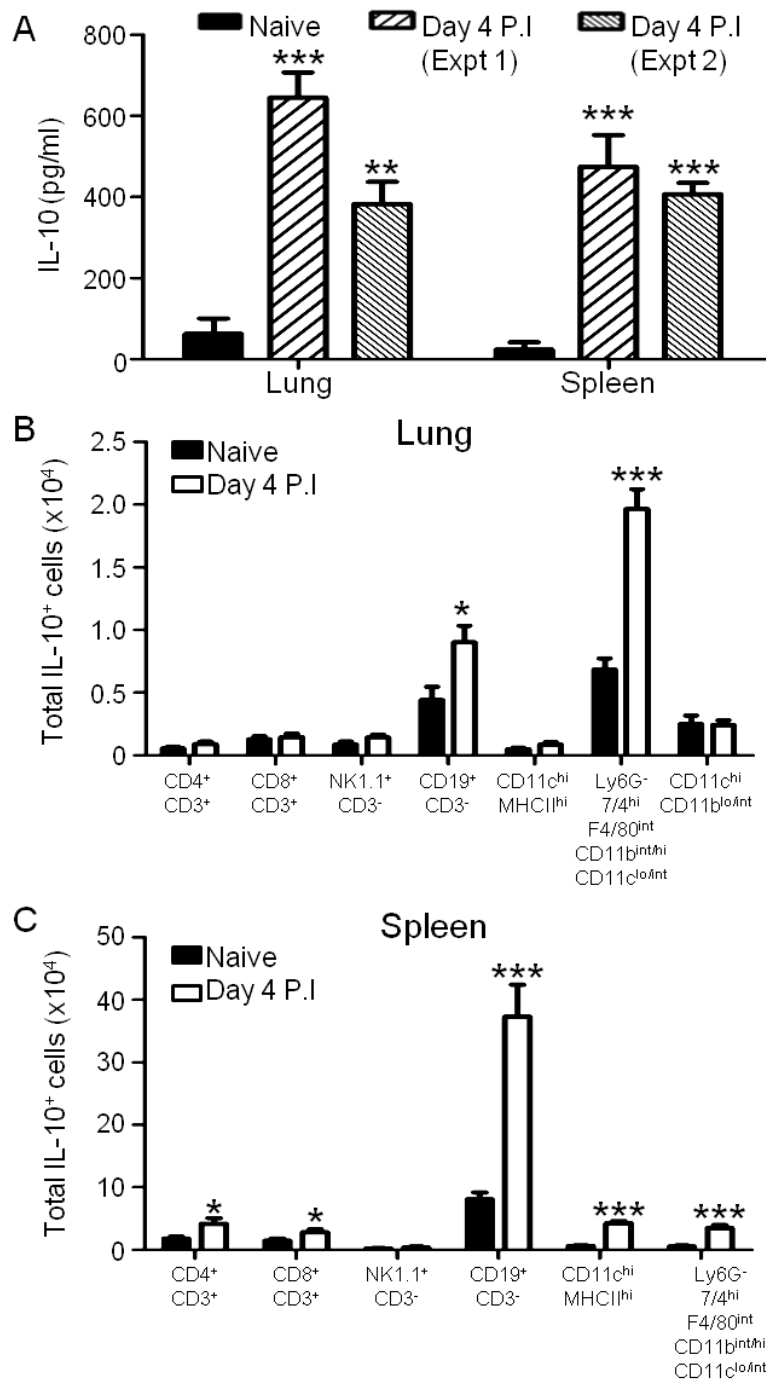 A
Naive
Day 4 P.I
(Expt 1)
Day 4 P.I
(Expt 2)
IL-10 (pg/ml)
800
600
400
200
0
***
**
***
***
Lung
Spleen
B
Lung
Naive
Day 4 P.I
Total IL-10⁺ cells (x10⁴)
2.5
2.0
1.5
1.0
0.5
0
*
***
CD4⁺
CD3⁺
CD8⁺
CD3⁺
NK1.1⁺
CD3-
CD19⁺
CD3-
CD11cʰⁱ
MHCIIʰⁱ
Ly6G-
7/4ʰⁱ
F4/80ⁱⁿᵗ
CD11bⁱⁿᵗ/ʰⁱ
CD11cˡᵒ/ⁱⁿᵗ
CD11cʰⁱ
CD11bˡᵒ/ⁱⁿᵗ
C
Spleen
Naive
Day 4 P.I
Total IL-10⁺ cells (x10⁴)
50
40
30
20
10
0
*
*
***
***
***
CD4⁺
CD3⁺
CD8⁺
CD3⁺
NK1.1⁺
CD3-
CD19⁺
CD3-
CD11cʰⁱ
MHCIIʰⁱ
Ly6G-
7/4ʰⁱ
F4/80ⁱⁿᵗ
CD11bⁱⁿᵗ/ʰⁱ
CD11cˡᵒ/ⁱⁿᵗ